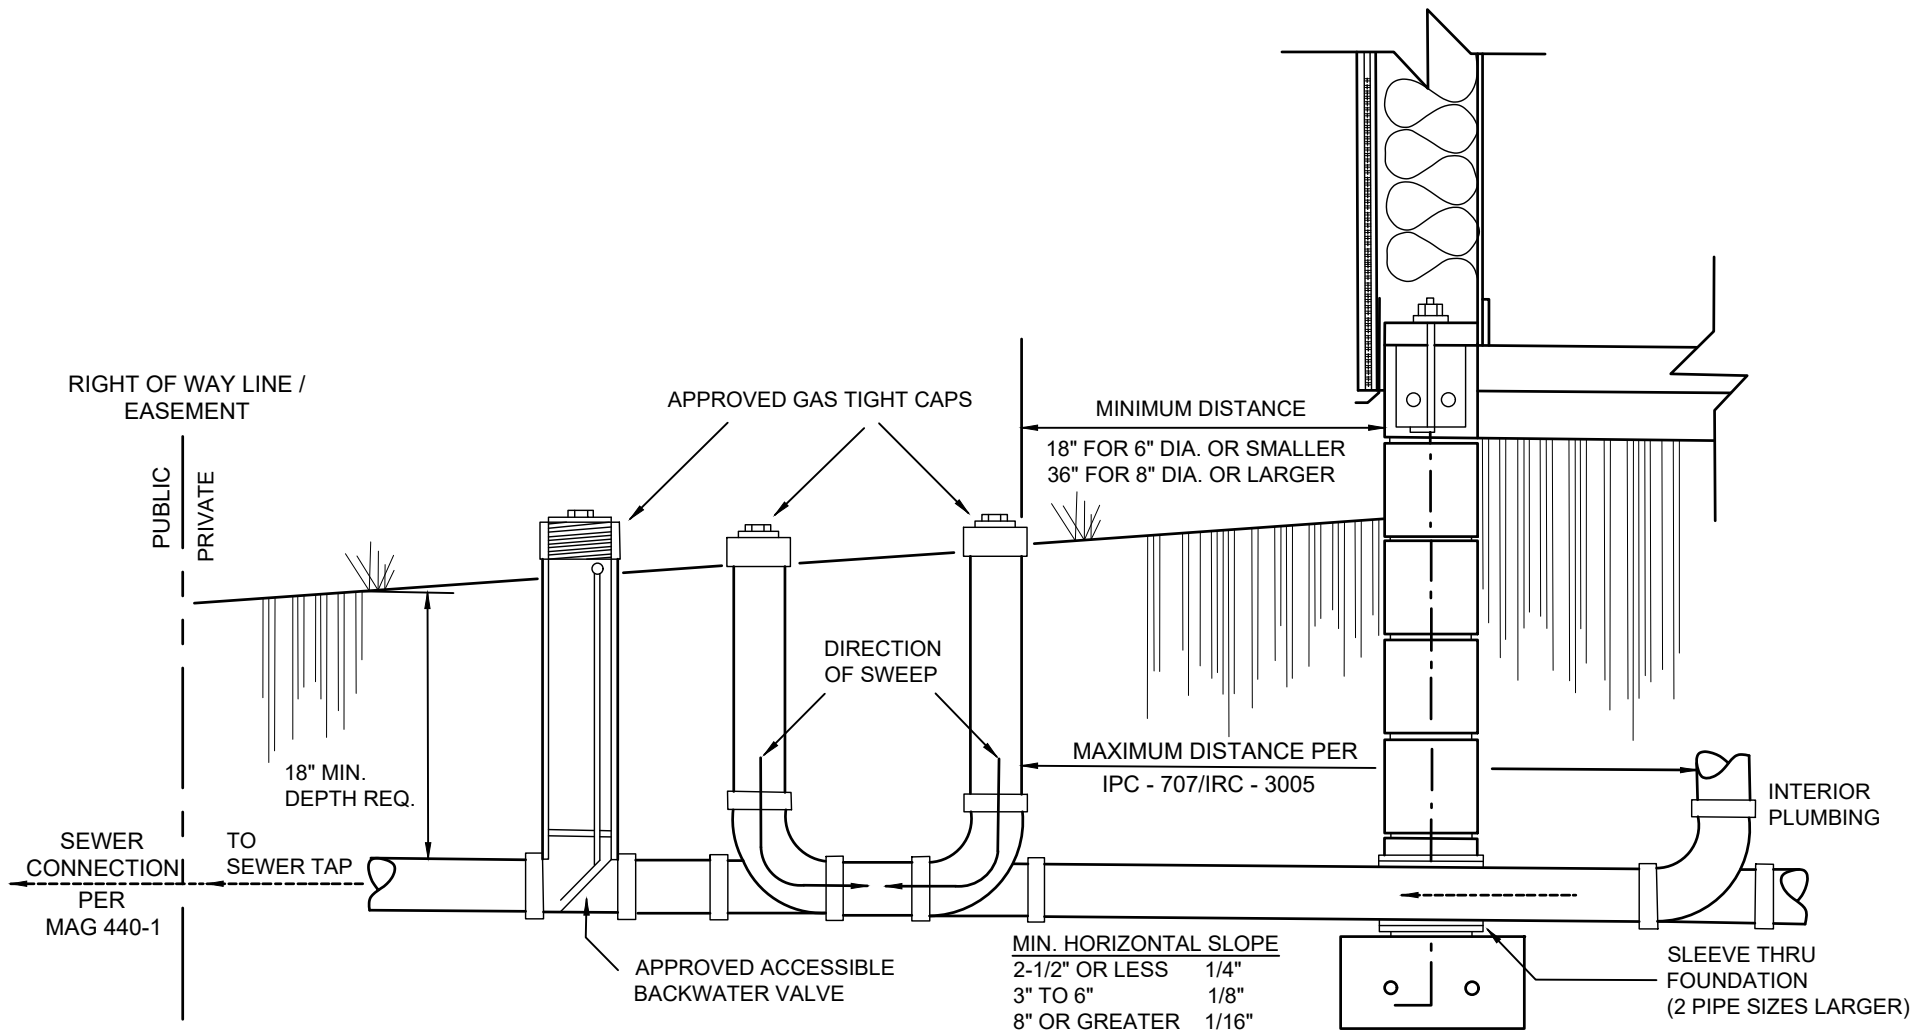 RIGHT OF WAY LINE /
EASEMENT
PUBLIC
PRIVATE
APPROVED GAS TIGHT CAPS
MINIMUM DISTANCE
18" FOR 6" DIA. OR SMALLER
36" FOR 8" DIA. OR LARGER
DIRECTION
OF SWEEP
18" MIN.
DEPTH REQ.
MAXIMUM DISTANCE PER
IPC - 707/IRC - 3005
INTERIOR
PLUMBING
SEWER
CONNECTION
PER
MAG 440-1
TO
SEWER TAP
APPROVED ACCESSIBLE
BACKWATER VALVE
MIN. HORIZONTAL SLOPE
2-1/2" OR LESS 1/4"
3" TO 6" 1/8"
8" OR GREATER 1/16"
SLEEVE THRU
FOUNDATION
(2 PIPE SIZES LARGER)